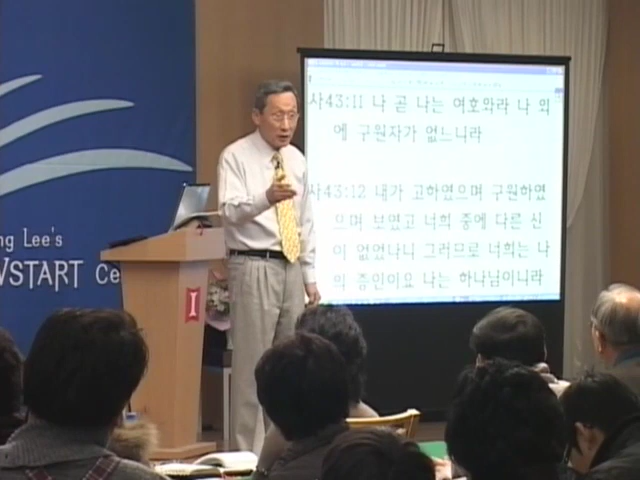 ng Lee's
WSTART Ce
I
사43:11 나 곧 나는 여호와라 나 외
에 구원자가 없느니라
사43:12 내가 고하였으며 구원하였
으며 보였고 너희 중에 다른 신
이 없었나니 그러므로 너희는 나
의 증인이요 나는 하나님이니라